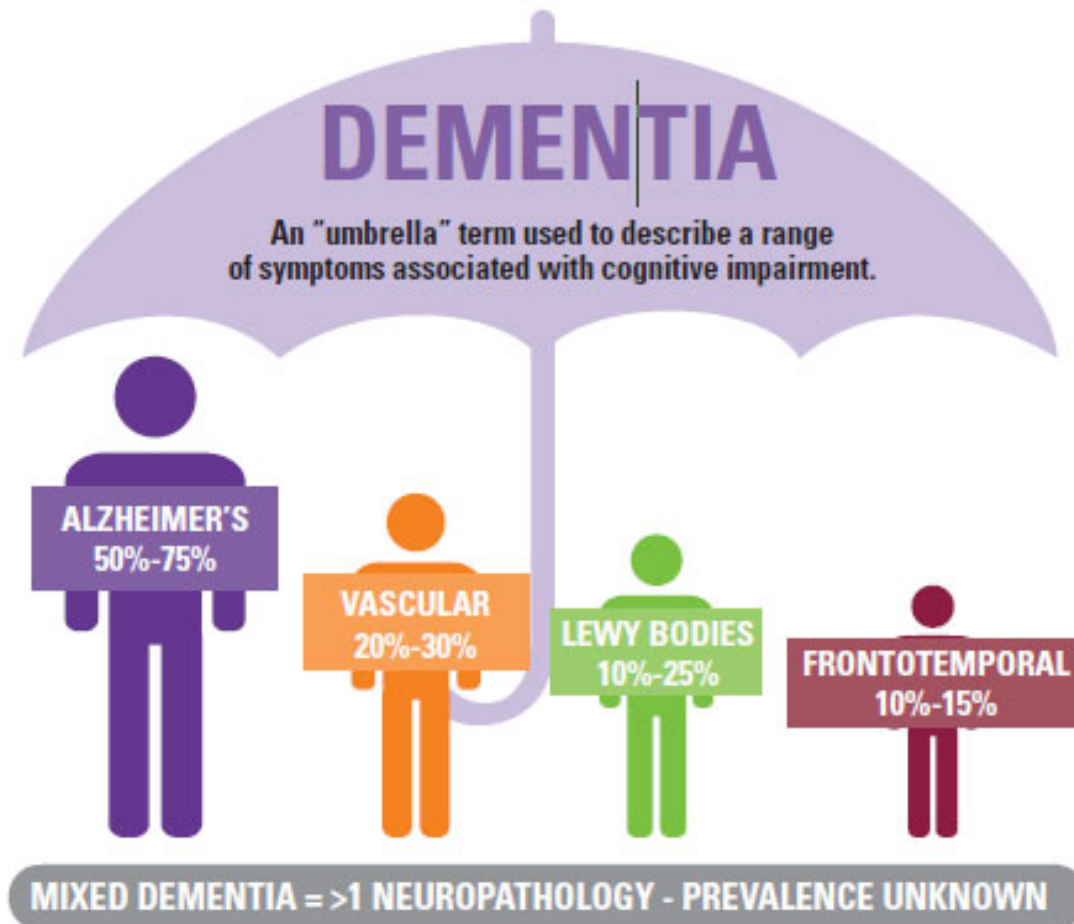 DEMENTIA
An “umbrella” term used to describe a range
of symptoms associated with cognitive impairment.
ALZHEIMER’S
50%-75%
VASCULAR
20%-30%
LEWY BODIES
10%-25%
FRONTOTEMPORAL
10%-15%
MIXED DEMENTIA = >1 NEUROPATHOLOGY - PREVALENCE UNKNOWN